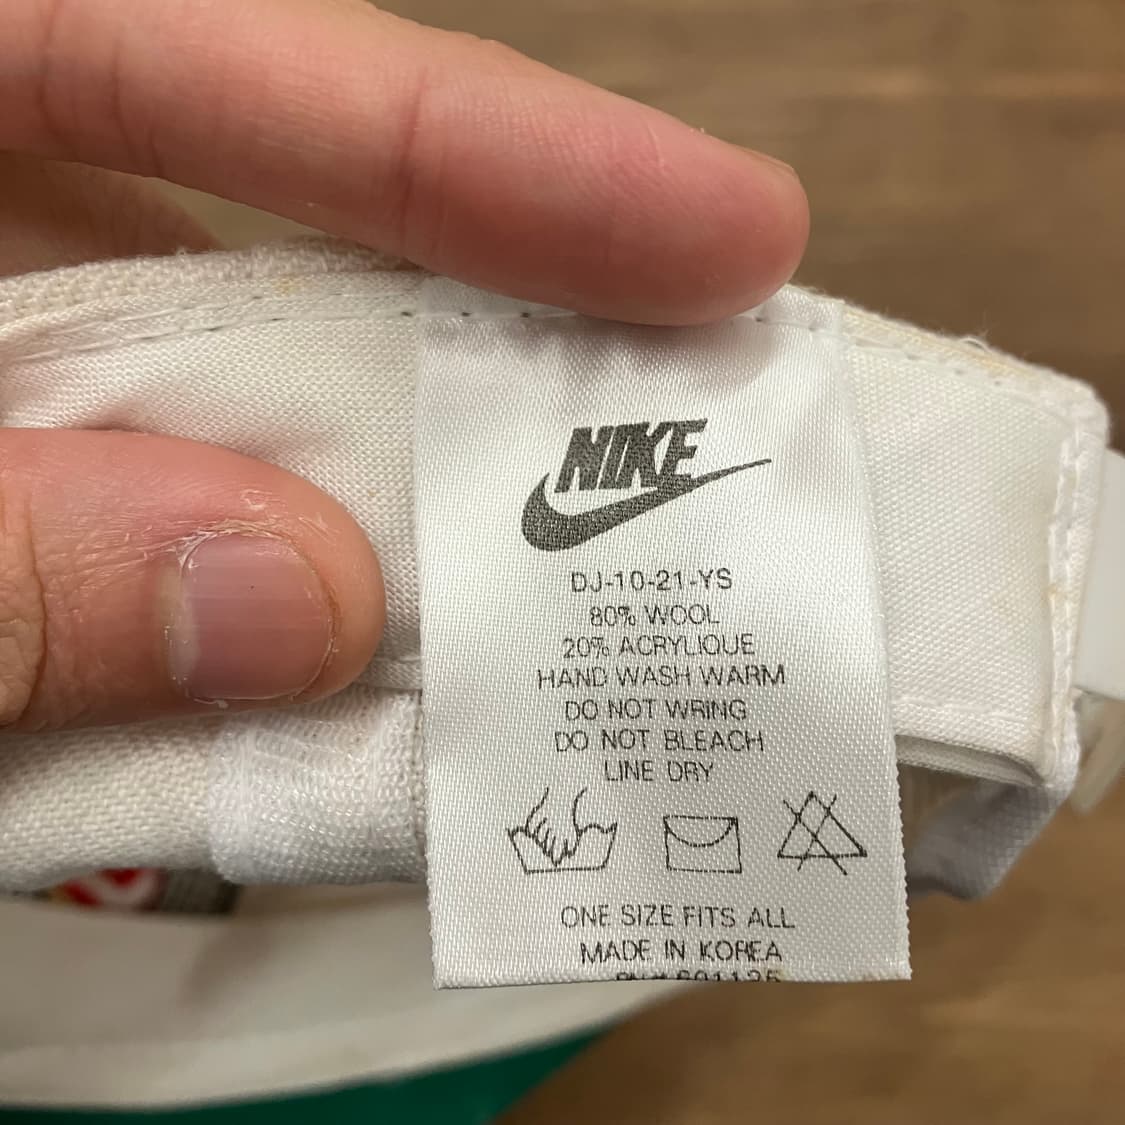 NIKE
DJ-10-21-YS
80% WOOL
20% ACRYLIQUE
HAND WASH WARM
DO NOT WRING
DO NOT BLEACH
LINE DRY
ONE SIZE FITS ALL
MADE IN KOREA